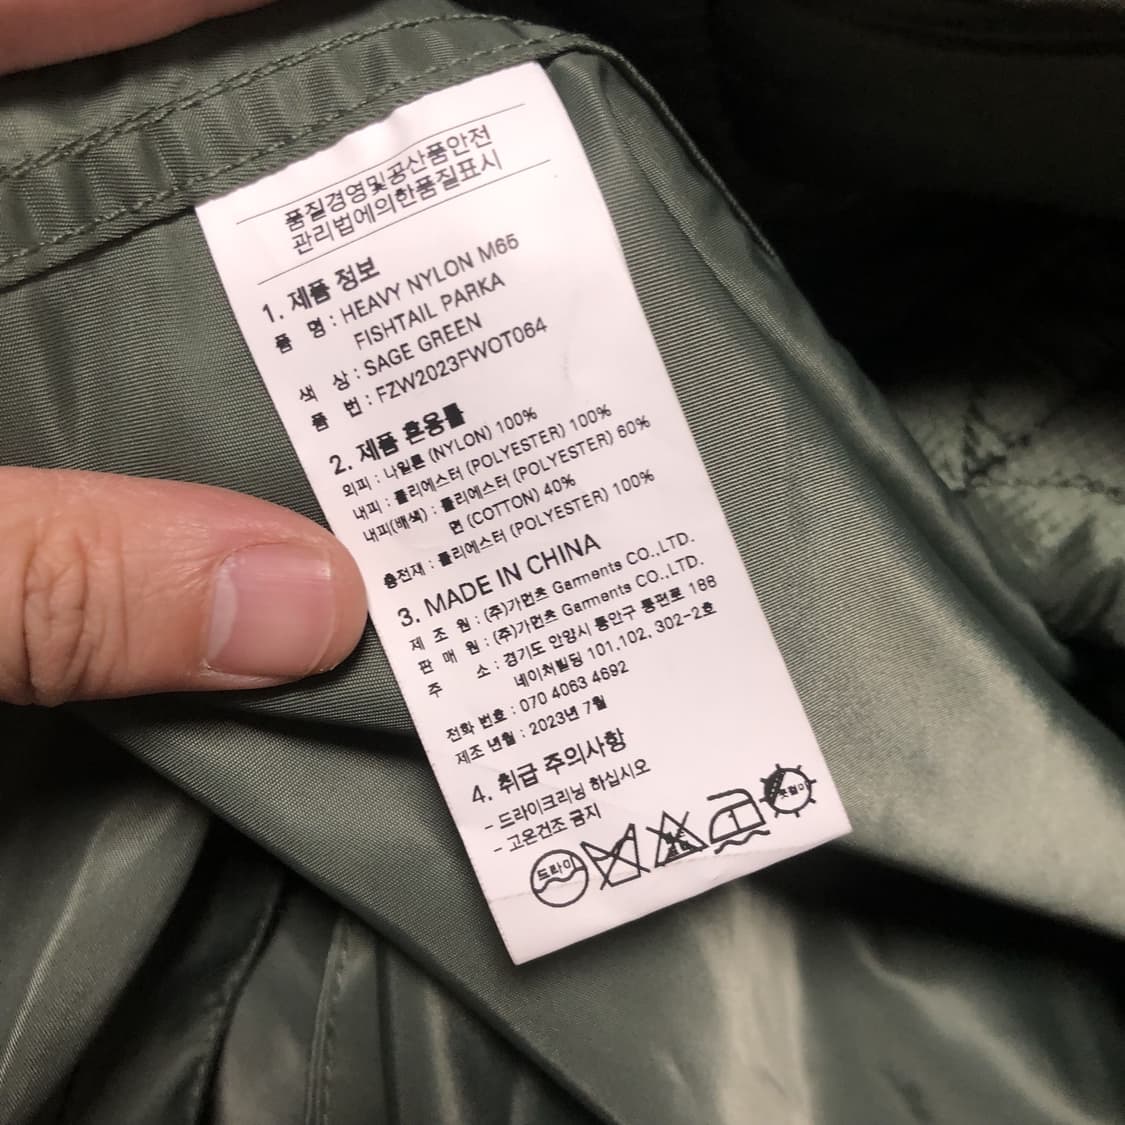 품질경영및공산품안전
관리법에의한품질표시
1. 제품 정보
품 명 : HEAVY NYLON M65
FISHTAIL PARKA
색 상 : SAGE GREEN
품 번 : FZW2023FWOT064
2. 제품 혼용률
외피 : 나일론 (NYLON) 100%
내피 : 폴리에스터 (POLYESTER) 100%
내피(배색) : 폴리에스터 (POLYESTER) 60%
면 (COTTON) 40%
충전재 : 폴리에스터 (POLYESTER) 100%
3. MADE IN CHINA
제 조 원 : (주)가먼츠 Garments CO.,LTD.
판 매 원 : (주)가먼츠 Garments CO.,LTD.
주 소 : 경기도 안양시 동안구 동편로 188
네이처빌딩 101,102, 302-2호
전화 번호 : 070 4063 4692
제조 년월 : 2023년 7월
4. 취급 주의사항
- 드라이크리닝 하십시오
- 고온건조 금지
드라이 1